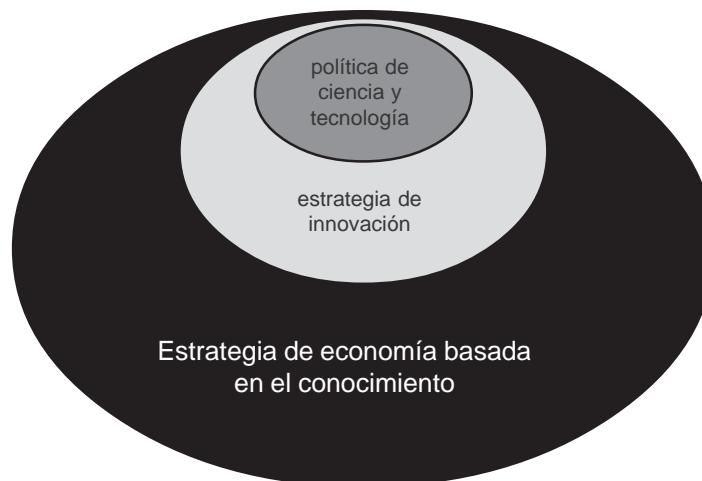 política de
ciencia y
tecnología
estrategia de
innovación
Estrategia de economía basada
en el conocimiento